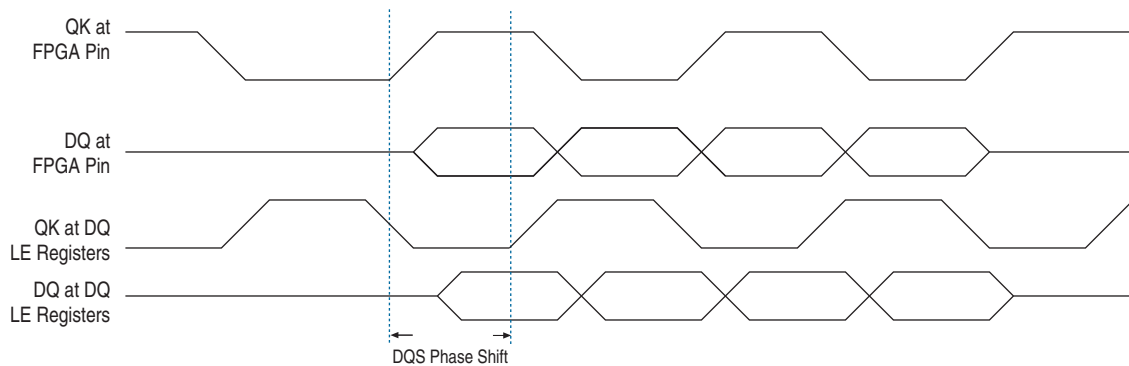 QK at
FPGA Pin
DQ at
FPGA Pin
QK at DQ
LE Registers
DQ at DQ
LE Registers
DQS Phase Shift